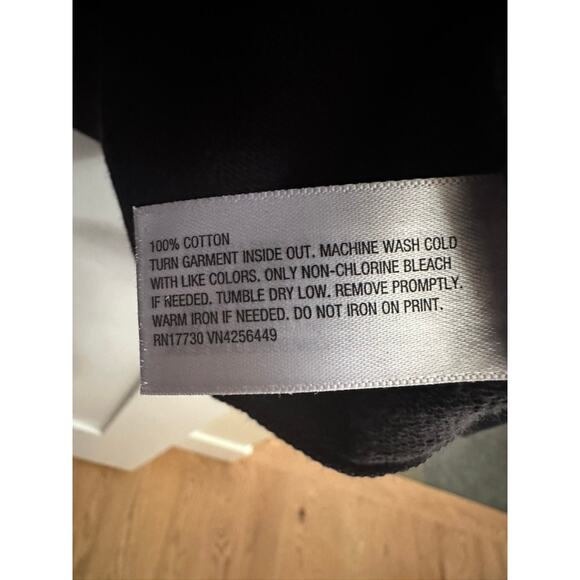 100% COTTON
TURN GARMENT INSIDE OUT. MACHINE WASH COLD
WITH LIKE COLORS. ONLY NON-CHLORINE BLEACH
IF NEEDED. TUMBLE DRY LOW. REMOVE PROMPTLY.
WARM IRON IF NEEDED. DO NOT IRON ON PRINT.
RN17730 VN4256449